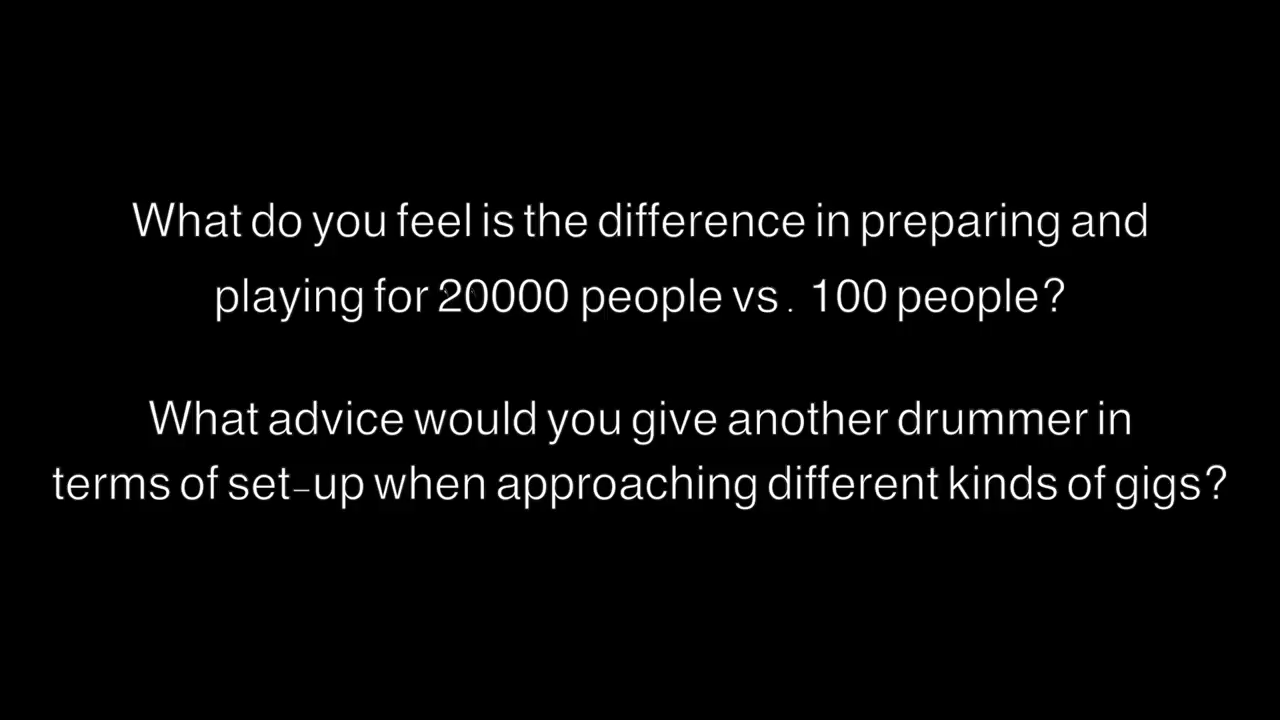 What do you feel is the difference in preparing and
playing for 20000 people vs. 100 people?
What advice would you give another drummer in
terms of set-up when approaching different kinds of gigs?